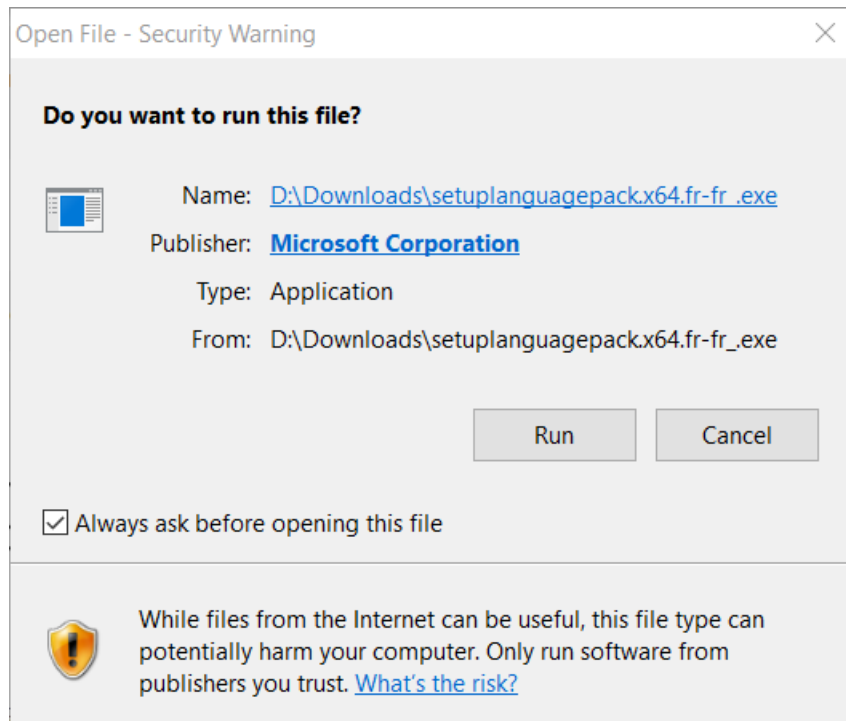 Open File - Security Warning
Do you want to run this file?
Name: D:\Downloads\setuplanguagepack.x64.fr-fr_.exe
Publisher: Microsoft Corporation
Type: Application
From: D:\Downloads\setuplanguagepack.x64.fr-fr_.exe
Run Cancel
Always ask before opening this file
While files from the Internet can be useful, this file type can
potentially harm your computer. Only run software from
publishers you trust. What's the risk?